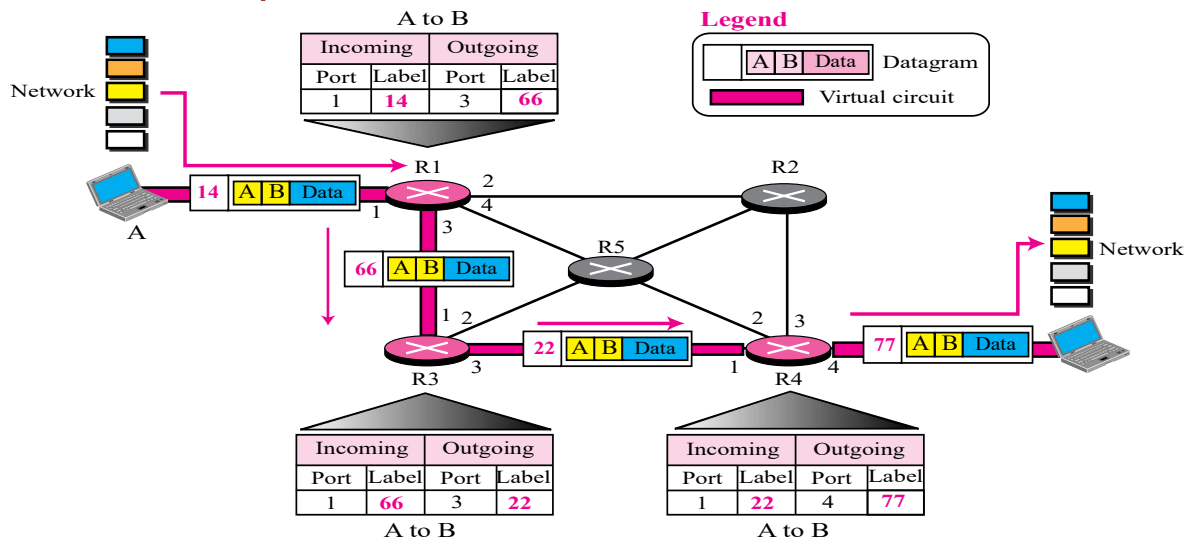 A to B
Incoming Outgoing
Port Label Port Label
1 14 3 66
Legend
A B Data Datagram
Virtual circuit
Network
R1
R2
14 A B Data
1
2
4
3
A
66 A B Data
R5
Network
1
2
2
3
R3
3
22 A B Data
1
R4
4
77 A B Data
Incoming Outgoing
Port Label Port Label
1 66 3 22
A to B
Incoming Outgoing
Port Label Port Label
1 22 4 77
A to B